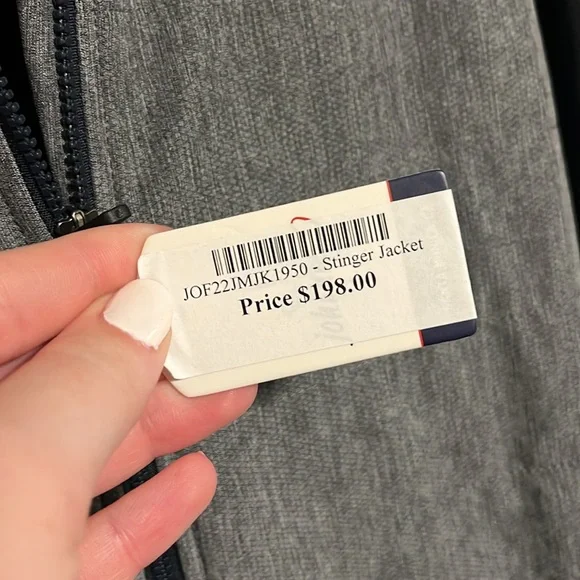 JOF22JMJK1950 - Stinger Jacket
Price $198.00